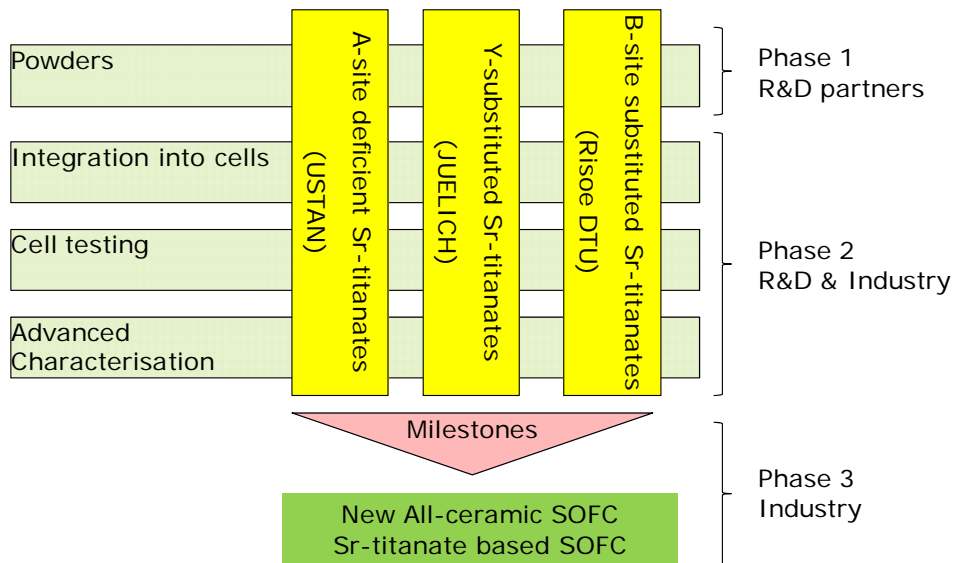 Powders
Integration into cells
Cell testing
Advanced
Characterisation
A-site deficient Sr-titanates
(USTAN)
Y-substituted Sr-titanates
(JUELICH)
B-site substituted Sr-titanates
(Risoe DTU)
Phase 1
R&D partners
Phase 2
R&D & Industry
Milestones
Phase 3
Industry
New All-ceramic SOFC
Sr-titanate based SOFC